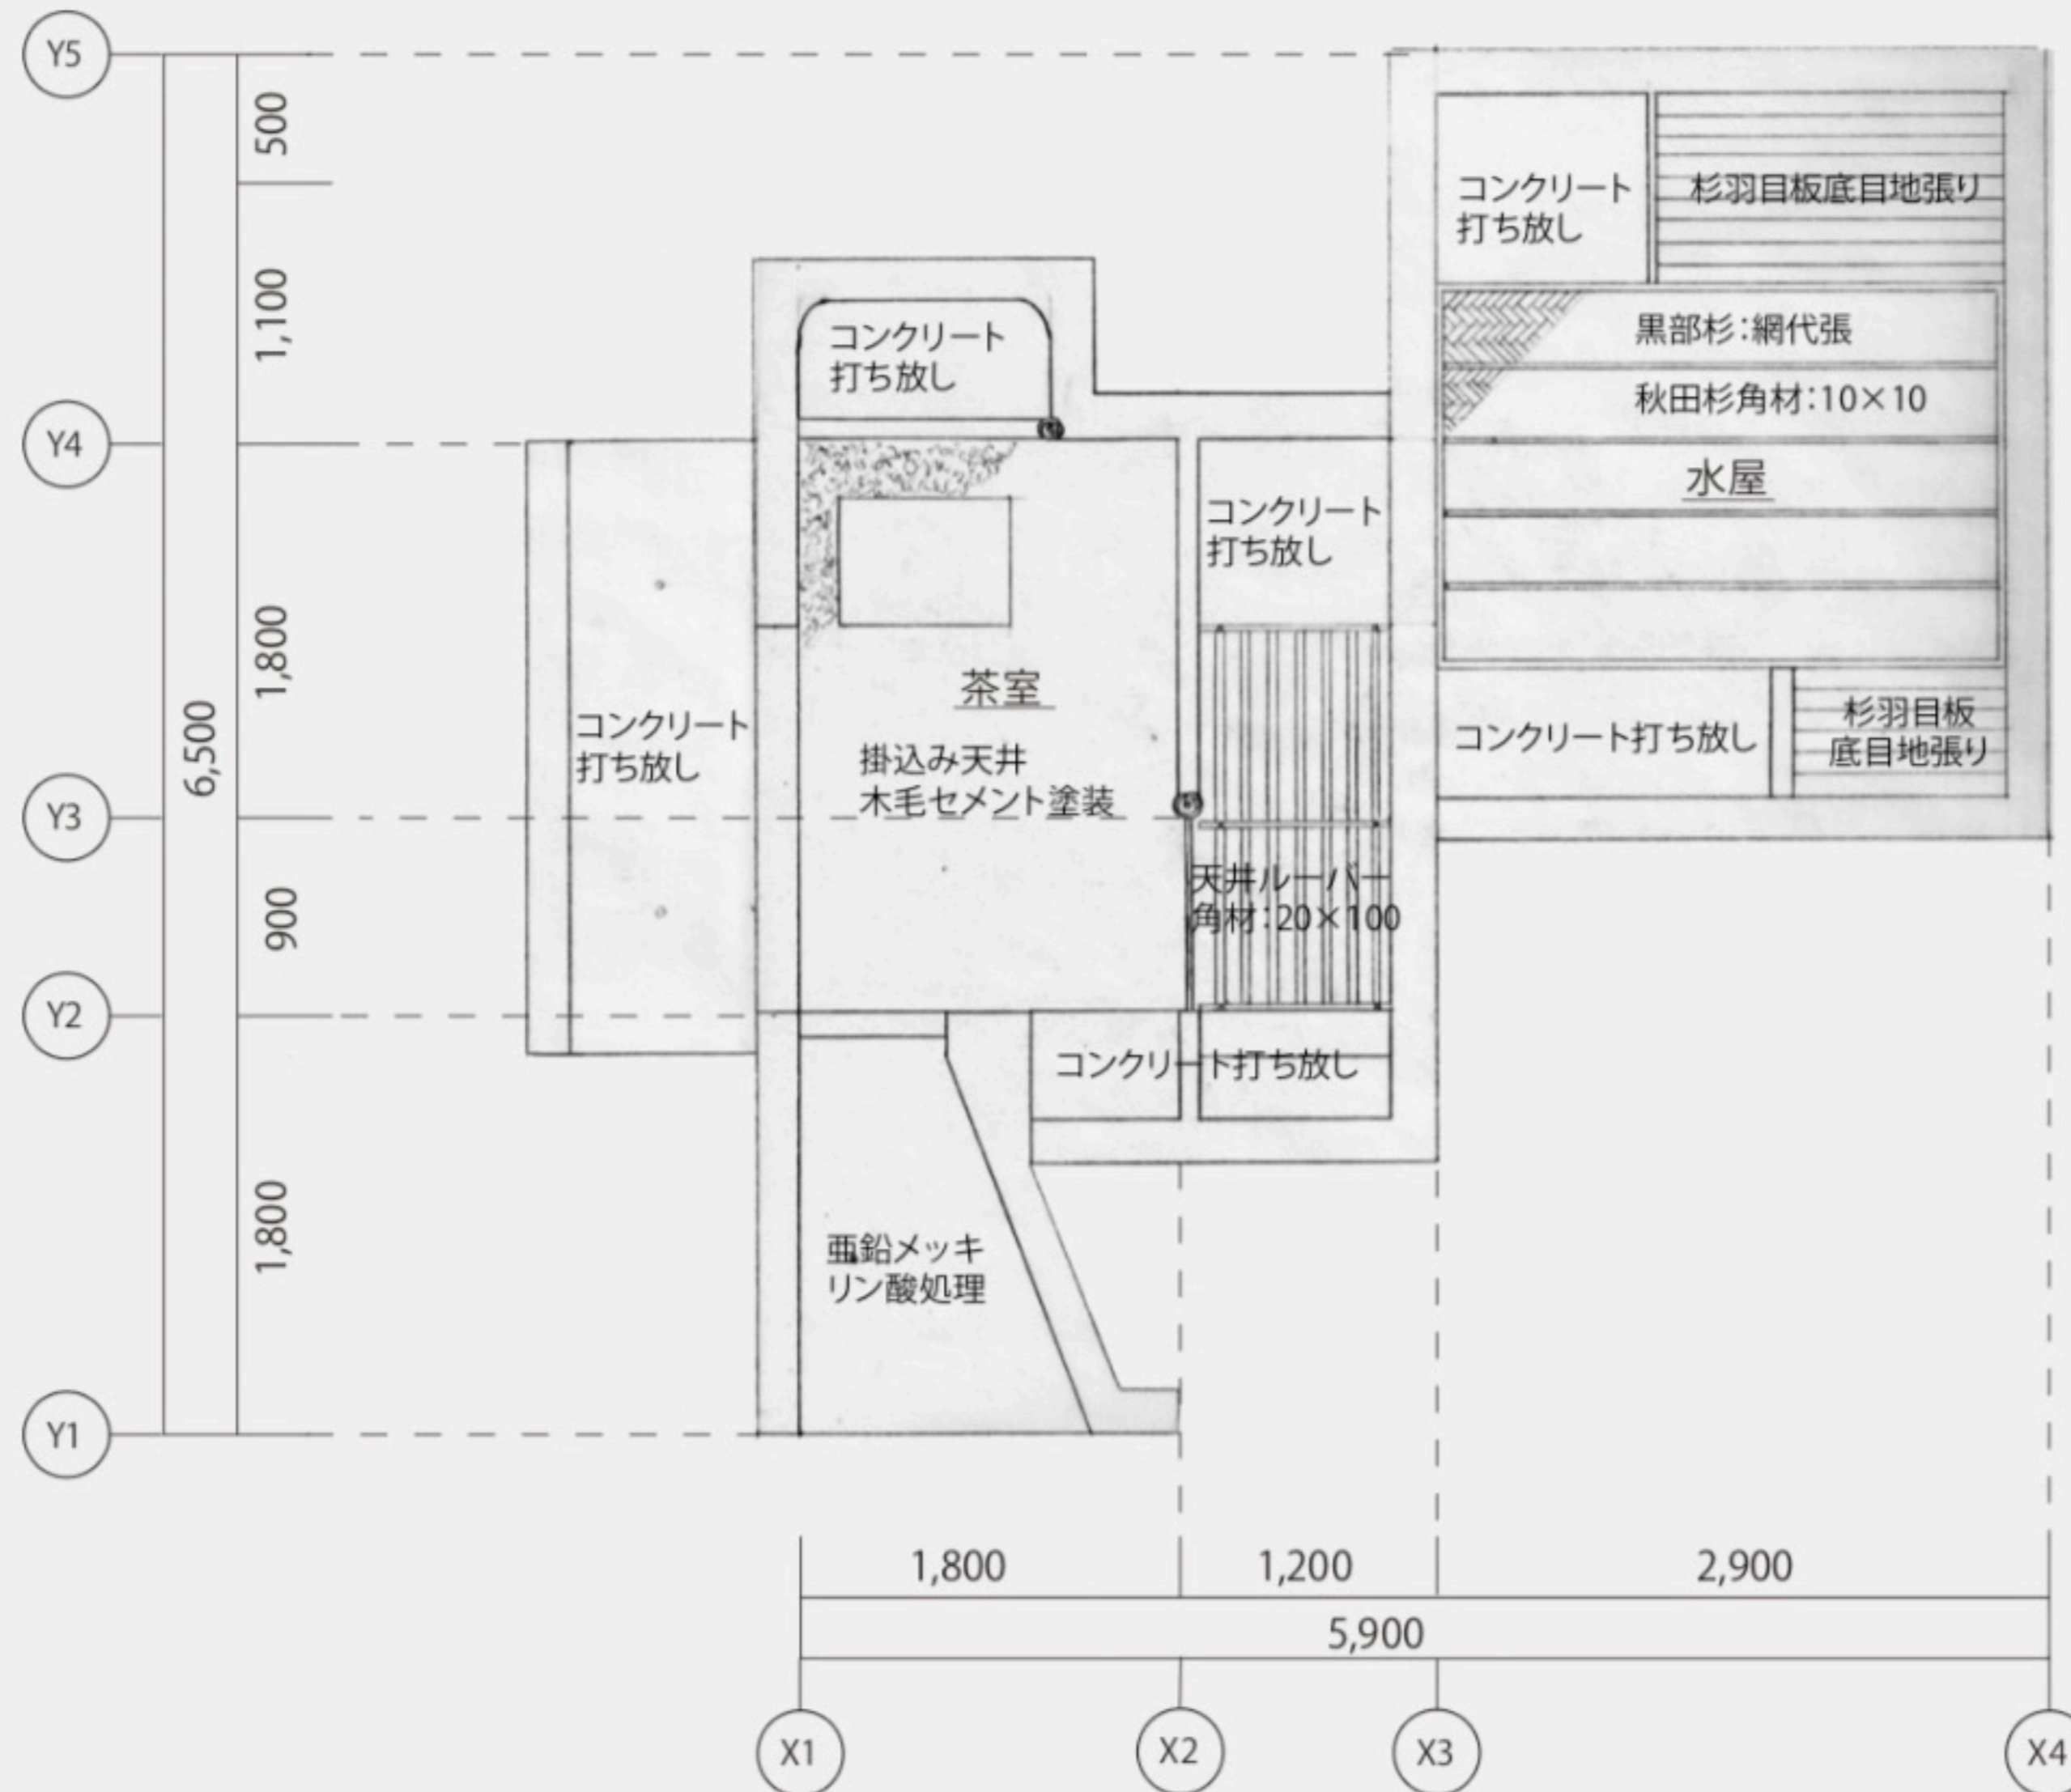 Y5
500
コンクリート
打ち放し
杉羽目板底目地張り
1,100
コンクリート
打ち放し
黒部杉:網代張
秋田杉角材:10×10
水屋
Y4
コンクリート
打ち放し
1,800
6,500
茶室
コンクリート
打ち放し
掛込み天井
木毛セメント塗装
コンクリート打ち放し
杉羽目板
底目地張り
Y3
900
天井ルーバー
角材:20×100
Y2
コンクリート打ち放し
1,800
亜鉛メッキ
リン酸処理
Y1
1,800
1,200
2,900
5,900
X1
X2
X3
X4